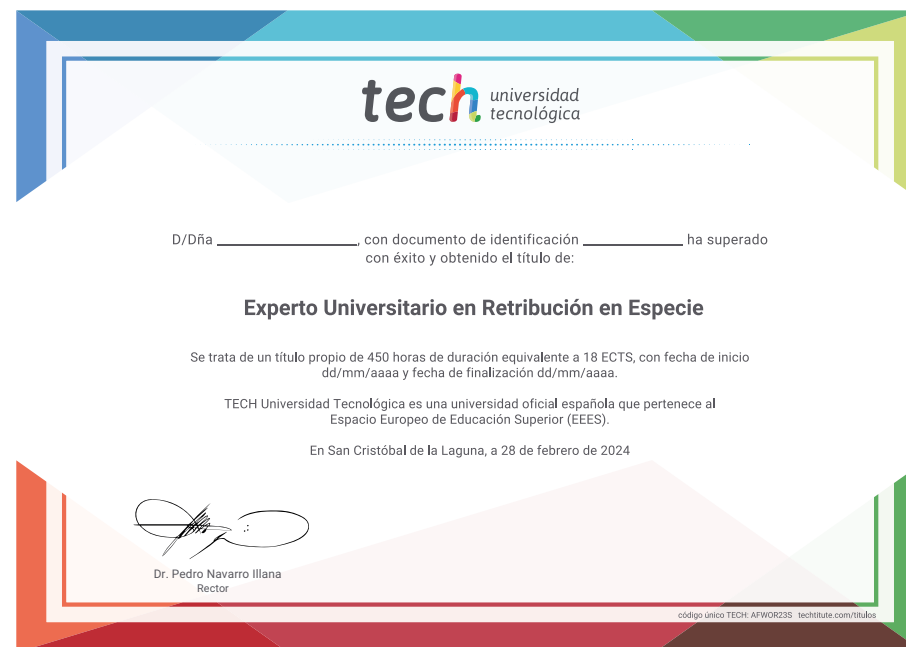 tech universidad
tecnológica
D/Dña ________________, con documento de identificación ____________ ha superado
con éxito y obtenido el título de:
Experto Universitario en Retribución en Especie
Se trata de un título propio de 450 horas de duración equivalente a 18 ECTS, con fecha de inicio
dd/mm/aaaa y fecha de finalización dd/mm/aaaa.
TECH Universidad Tecnológica es una universidad oficial española que pertenece al
Espacio Europeo de Educación Superior (EEES).
En San Cristóbal de la Laguna, a 28 de febrero de 2024
Dr. Pedro Navarro Illana
Rector
código único TECH: AFWOR23S techtitute.com/titulos